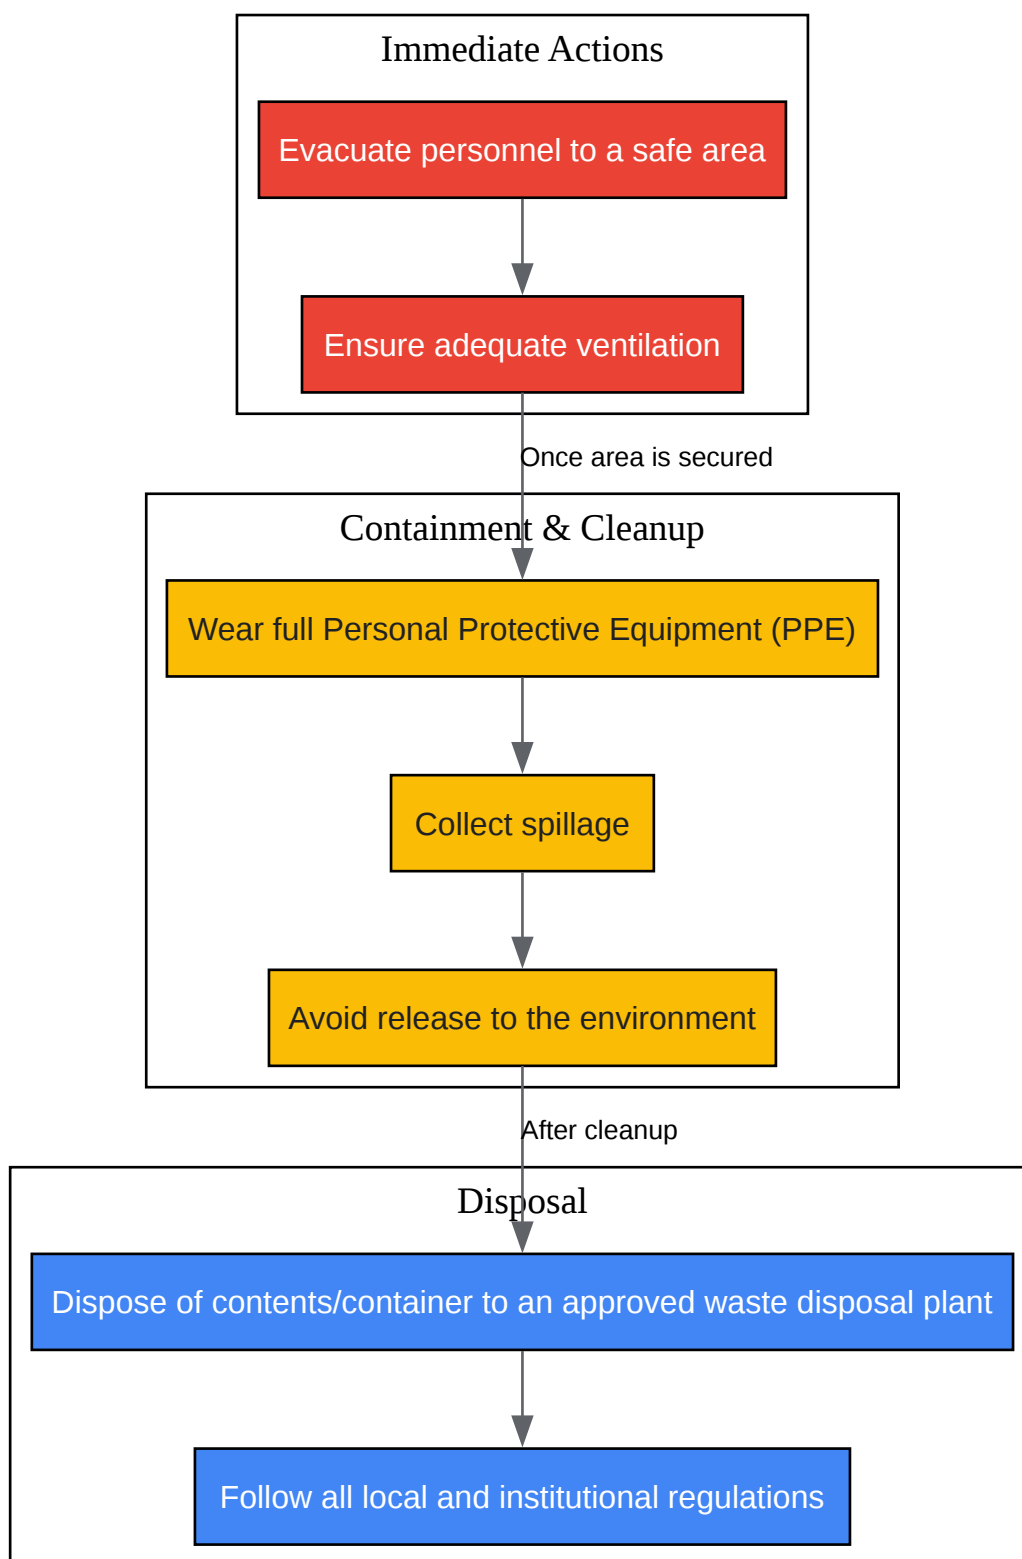 Immediate Actions
Evacuate personnel to a safe area
Ensure adequate ventilation
Once area is secured
Containment & Cleanup
Wear full Personal Protective Equipment (PPE)
Collect spillage
Avoid release to the environment
After cleanup
Disposal
Dispose of contents/container to an approved waste disposal plant
Follow all local and institutional regulations